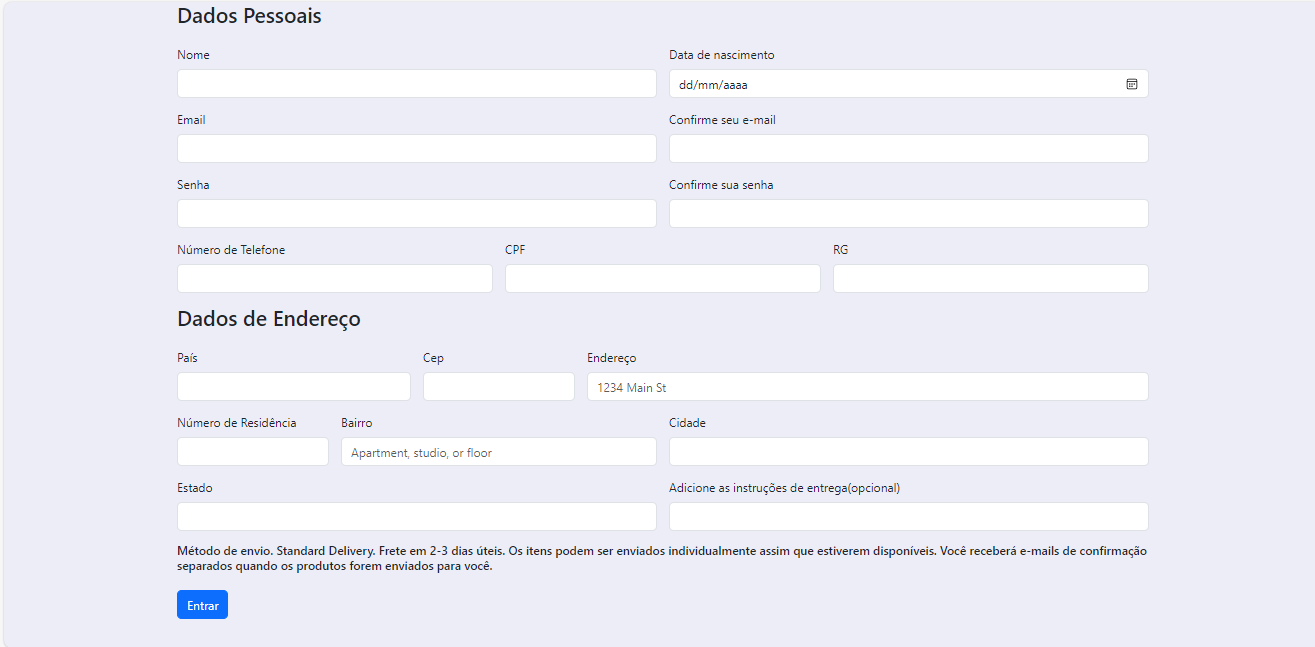 Dados Pessoais
Nome
Data de nascimento
dd/mm/aaaa
Email
Confirme seu e-mail
Senha
Confirme sua senha
Número de Telefone
CPF
RG
Dados de Endereço
País
Cep
Endereço
1234 Main St
Número de Residência
Bairro
Cidade
Apartment, studio, or floor
Estado
Adicione as instruções de entrega(opcional)
Método de envio. Standard Delivery. Frete em 2-3 dias úteis. Os itens podem ser enviados individualmente assim que estiverem disponíveis. Você receberá e-mails de confirmação
separados quando os produtos forem enviados para você.
Entrar